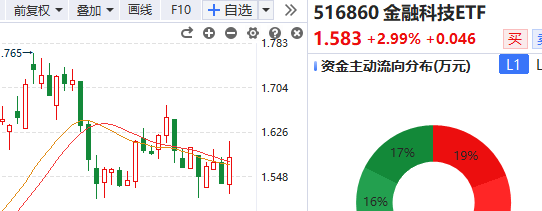 前复权 叠加 画线 F10 + 自选 »
516860 金融科技ETF
1.583 +2.99% +0.046 买
资金主动流向分布(万元) L1
.765→
1.783
1.704
1.626
1.548
17% 19%
16%